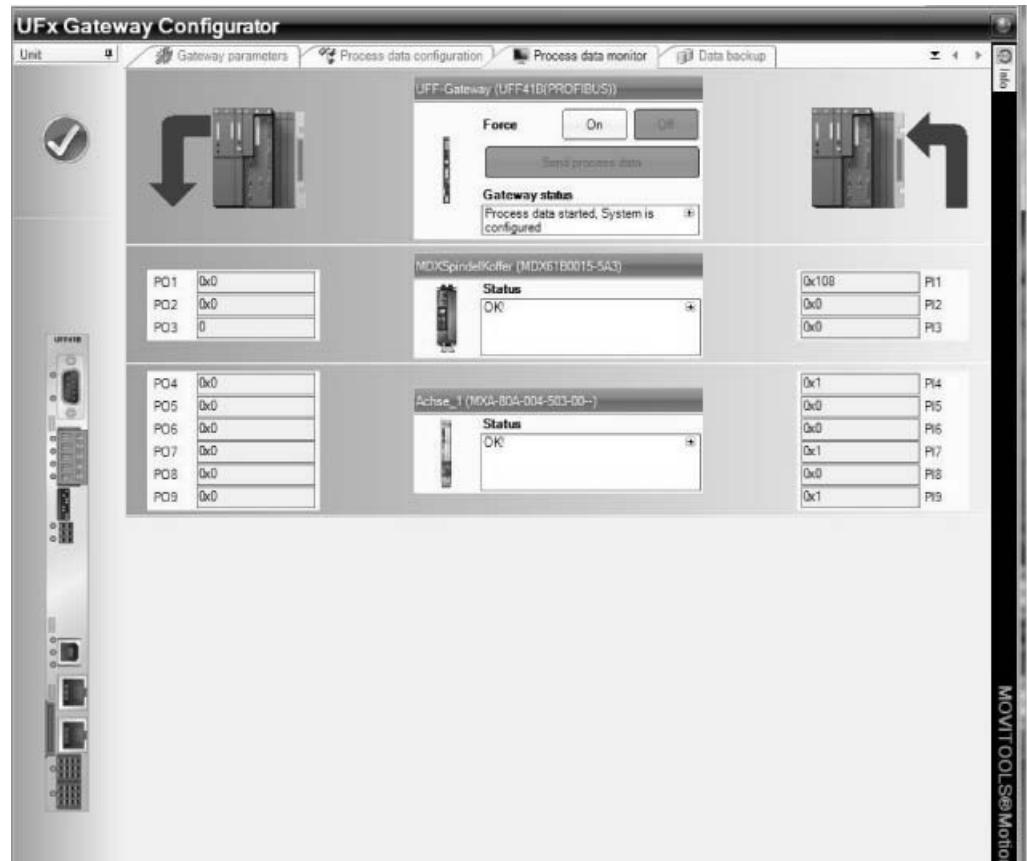 UFx Gateway Configurator
Unit
Gateway parameters
Process data configuration
Process data monitor
Data backup
Info
UFF-Gateway (UFF41B(PROFIBUS))
Force
On
Off
Send process data
Gateway status
Process data started, System is
configured
MDXSpindelKoffer (MDX61B0015-5A3)
Status
OK!
PO1 0x0
PO2 0x0
PO3 0
0x108 PI1
0x0 PI2
0x0 PI3
UFF41B
Achse_1 (MXA-80A-004-503-00--)
Status
OK!
PO4 0x0
PO5 0x0
PO6 0x0
PO7 0x0
PO8 0x0
PO9 0x0
0x1 PI4
0x0 PI5
0x0 PI6
0x1 PI7
0x0 PI8
0x1 PI9
MOVITOOLS®Motio